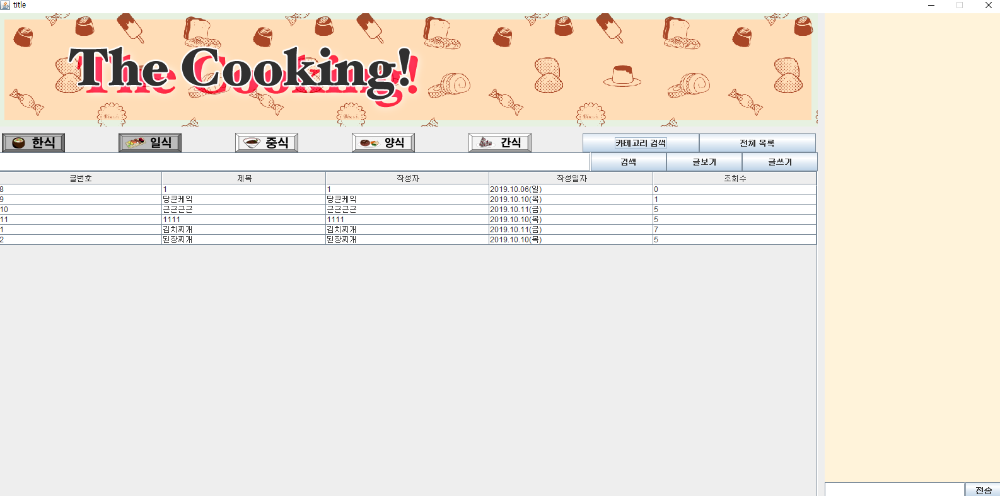 title
The Cooking!
Biscuit Biscuit Biscuit
한식 일식 중식 양식 간식 카테고리 검색 전체 목록
검색 글보기 글쓰기
글번호 제목 작성자 작성일자 조회수
8 1 1 2019.10.06(일) 0
9 당큰케익 당큰케익 2019.10.10(목) 1
10 근근근근 근근근근 2019.10.11(금) 5
11 1111 1111 2019.10.10(목) 5
1 김치찌개 김치찌개 2019.10.11(금) 7
2 된장찌개 된장찌개 2019.10.10(목) 5
전송